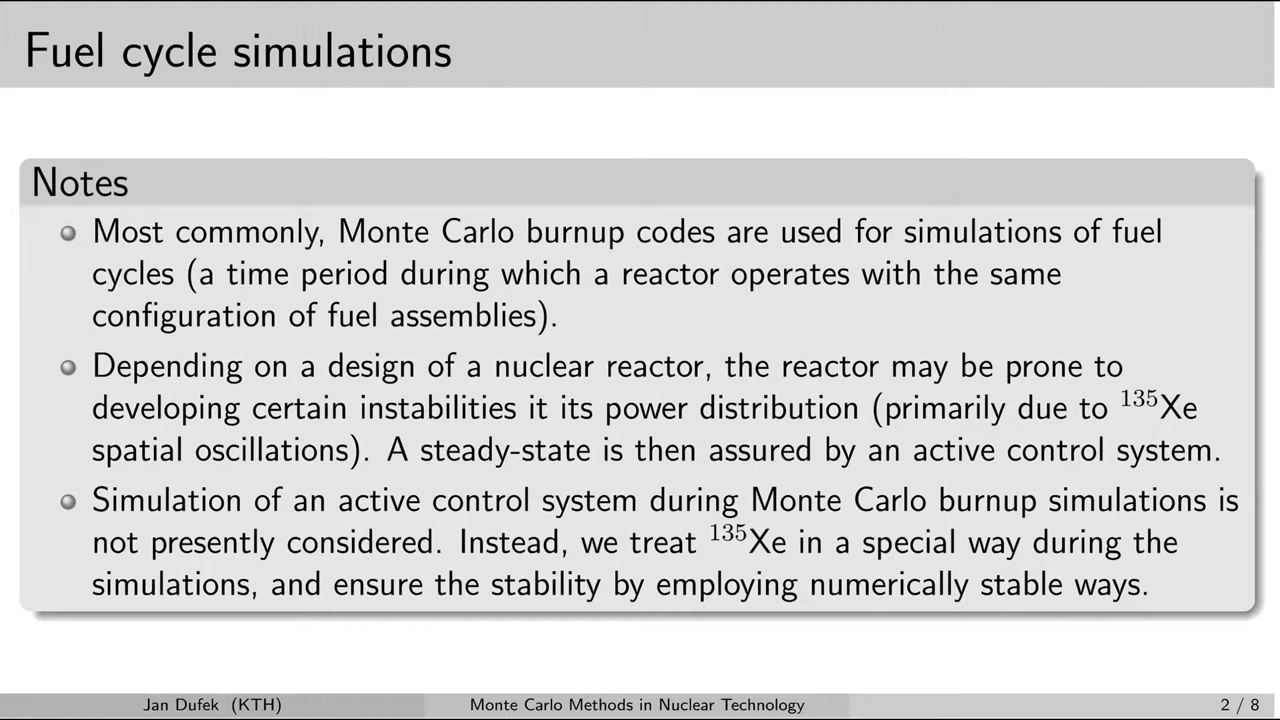 Fuel cycle simulations
Notes
Most commonly, Monte Carlo burnup codes are used for simulations of fuel
cycles (a time period during which a reactor operates with the same
configuration of fuel assemblies).
Depending on a design of a nuclear reactor, the reactor may be prone to
developing certain instabilities it its power distribution (primarily due to ¹³⁵Xe
spatial oscillations). A steady-state is then assured by an active control system.
Simulation of an active control system during Monte Carlo burnup simulations is
not presently considered. Instead, we treat ¹³⁵Xe in a special way during the
simulations, and ensure the stability by employing numerically stable ways.
Jan Dufek (KTH) Monte Carlo Methods in Nuclear Technology 2 / 8